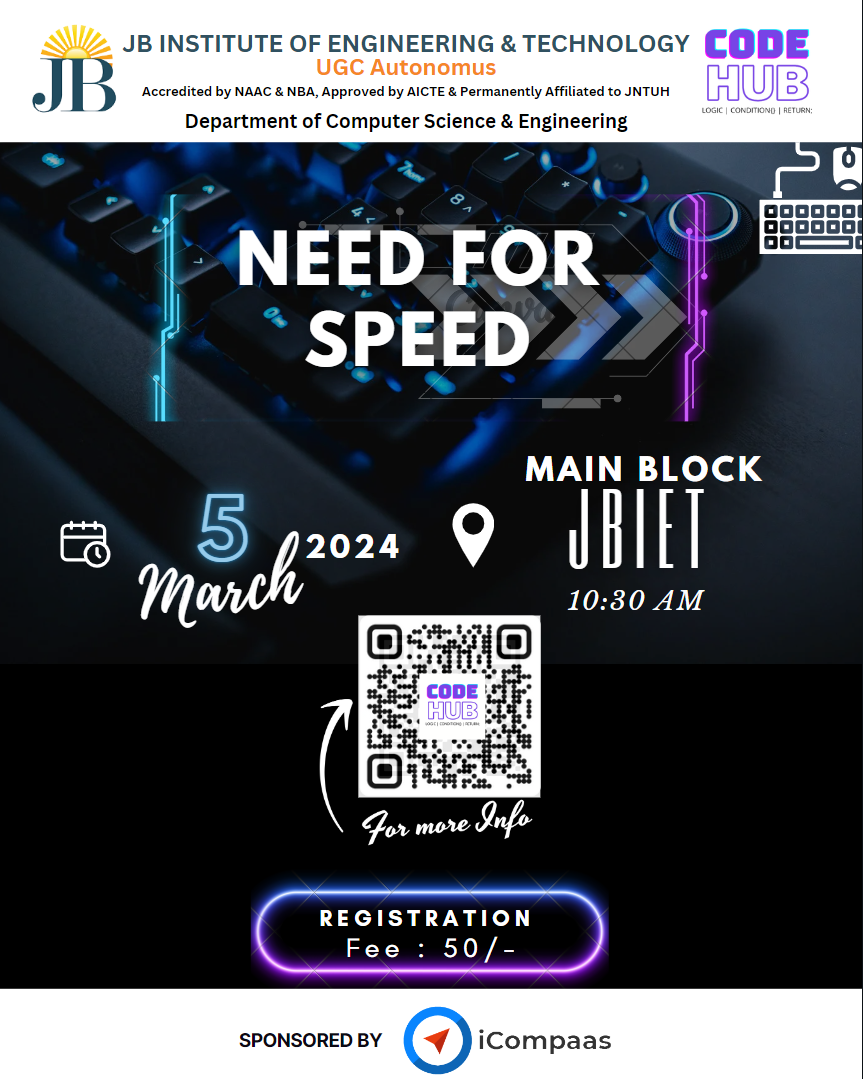 JB
JB INSTITUTE OF ENGINEERING & TECHNOLOGY
UGC Autonomus
Accredited by NAAC & NBA, Approved by AICTE & Permanently Affiliated to JNTUH
Department of Computer Science & Engineering
CODE
HUB
LOGIC | CONDITION() | RETURN;
NEED FOR
SPEED
5
March 2024
MAIN BLOCK
JBIET
10:30 AM
CODE
HUB
LOGIC | CONDITION() | RETURN;
For more Info
REGISTRATION
Fee : 50/-
SPONSORED BY iCompaas